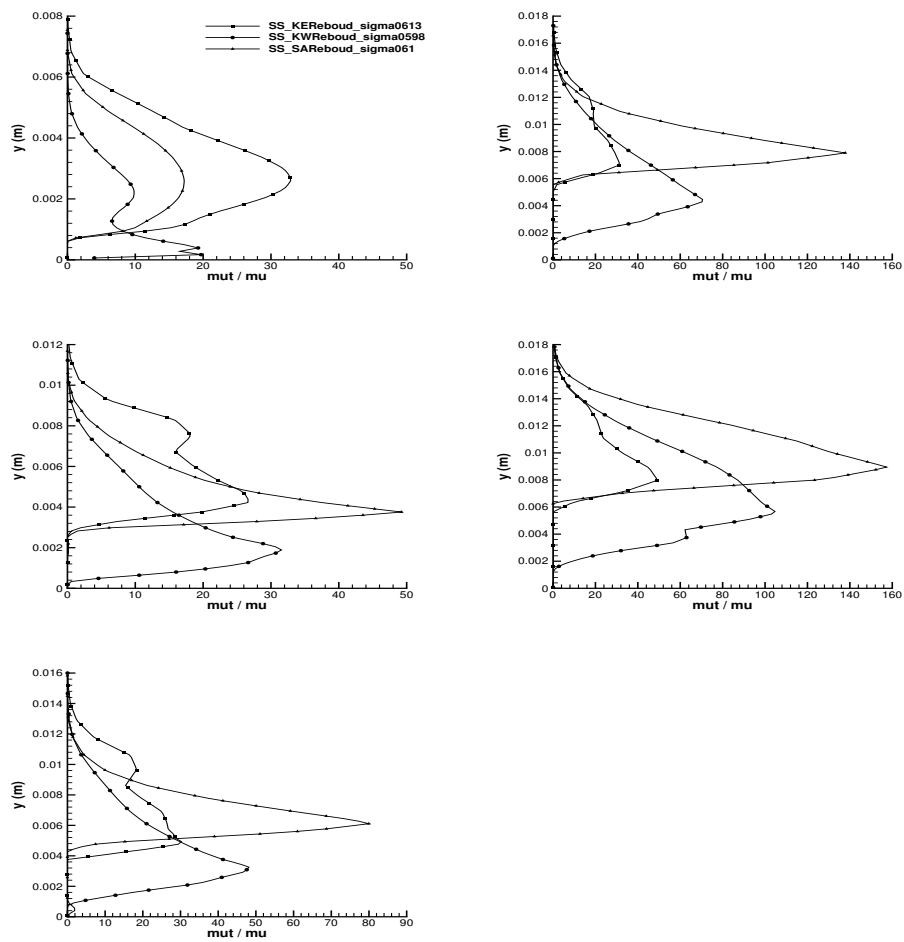 0.008
0.006
0.004
0.002
0
y (m)
0 10 20 30 40 50
mut / mu
SS_KEReboud_sigma0613
SS_KWReboud_sigma0598
SS_SAReboud_sigma061
0.018
0.016
0.014
0.012
0.01
0.008
0.006
0.004
0.002
0
y (m)
0 20 40 60 80 100 120 140 160
mut / mu
0.012
0.01
0.008
0.006
0.004
0.002
0
y (m)
0 10 20 30 40 50
mut / mu
0.018
0.016
0.014
0.012
0.01
0.008
0.006
0.004
0.002
0
y (m)
0 20 40 60 80 100 120 140 160
mut / mu
0.016
0.014
0.012
0.01
0.008
0.006
0.004
0.002
0
y (m)
0 10 20 30 40 50 60 70 80 90
mut / mu